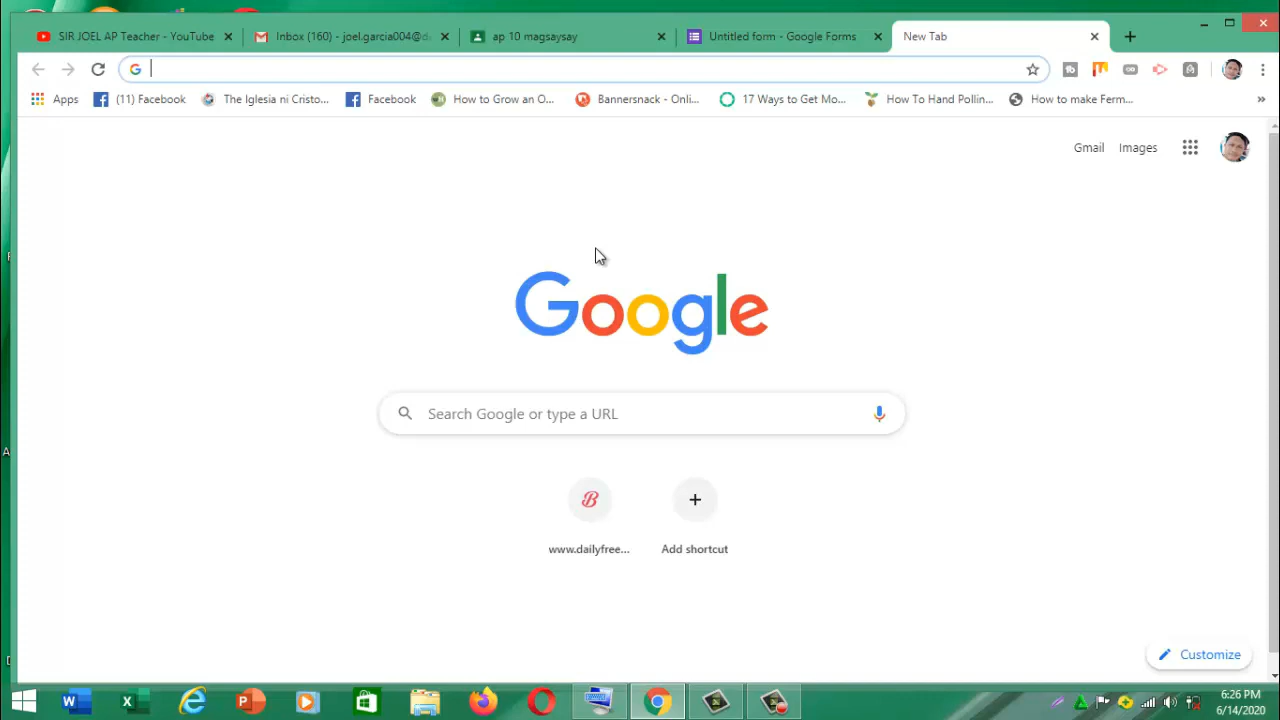 SIR JOEL AP Teacher - YouTube
Inbox (160) - joel.garcia004@d
ap 10 magsaysay
Untitled form - Google Forms
New Tab
Apps
(11) Facebook
The Iglesia ni Cristo...
Facebook
How to Grow an O...
Bannersnack - Onli...
17 Ways to Get Mo...
How To Hand Pollin...
How to make Ferm...
Gmail
Images
Google
Search Google or type a URL
www.dailyfree...
Add shortcut
Customize
6:26 PM
6/14/2020